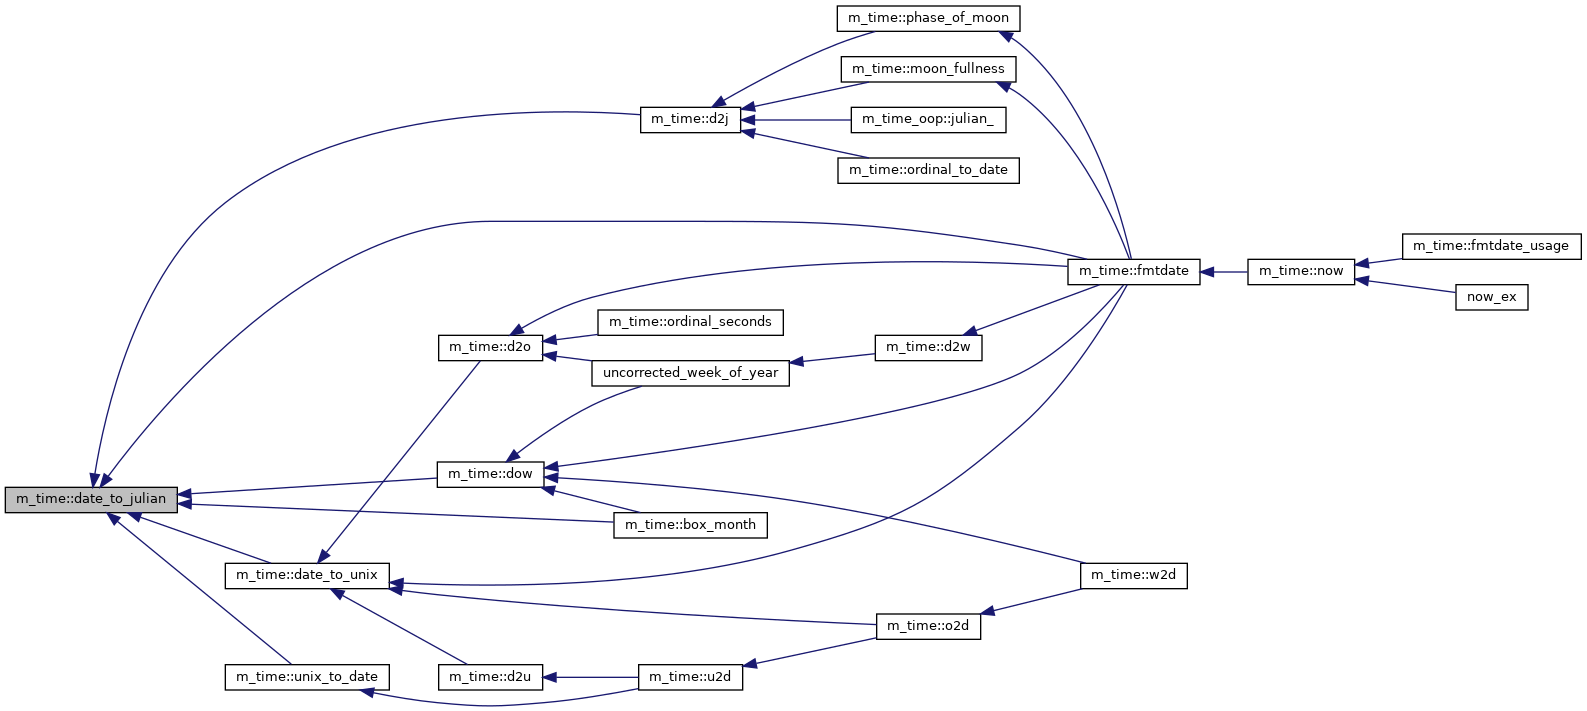 m_time::phase_of_moon
m_time::moon_fullness
m_time::d2j
m_time_oop::julian_
m_time::ordinal_to_date
m_time::fmtdate
m_time::now
m_time::fmtdate_usage
now_ex
m_time::ordinal_seconds
m_time::d2o
m_time::d2w
uncorrected_week_of_year
m_time::dow
m_time::date_to_julian
m_time::box_month
m_time::date_to_unix
m_time::w2d
m_time::o2d
m_time::unix_to_date
m_time::d2u
m_time::u2d